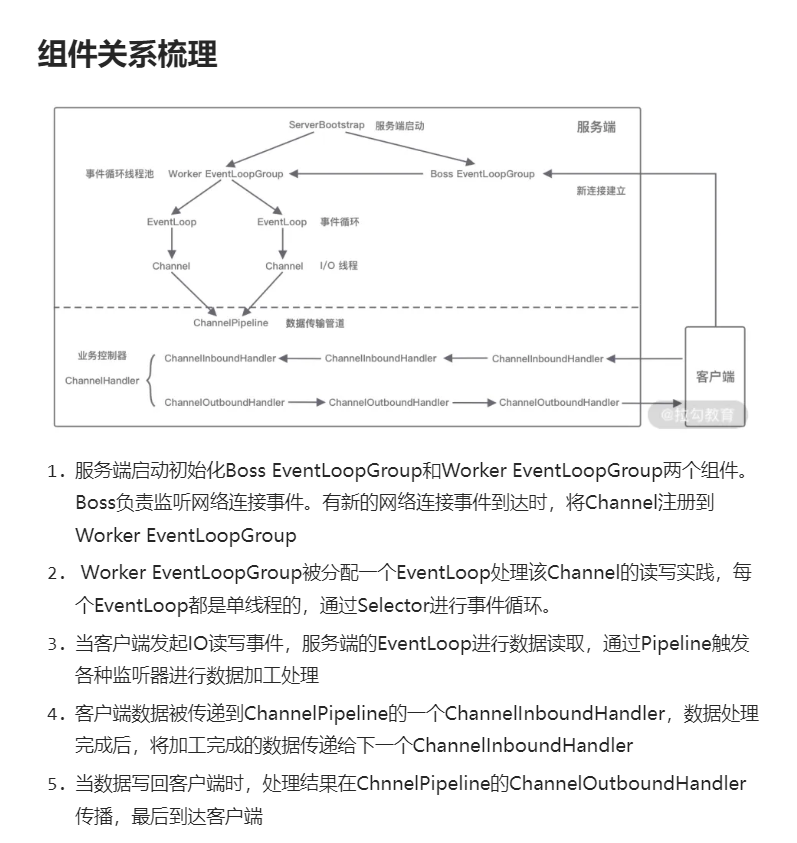 组件关系梳理
ServerBootstrap 服务端启动
服务端
事件循环线程池 Worker EventLoopGroup
Boss EventLoopGroup
新连接建立
EventLoop
EventLoop 事件循环
Channel
Channel I/O 线程
ChannelPipeline 数据传输管道
业务控制器
ChannelHandler
ChannelInboundHandler
ChannelInboundHandler
ChannelInboundHandler
客户端
ChannelOutboundHandler
ChannelOutboundHandler
ChannelOutboundHandler
@拉勾教育
1. 服务端启动初始化Boss EventLoopGroup和Worker EventLoopGroup两个组件。
Boss负责监听网络连接事件。有新的网络连接事件到达时，将Channel注册到
Worker EventLoopGroup
2. Worker EventLoopGroup被分配一个EventLoop处理该Channel的读写实践，每
个EventLoop都是单线程的，通过Selector进行事件循环。
3. 当客户端发起IO读写事件，服务端的EventLoop进行数据读取，通过Pipeline触发
各种监听器进行数据加工处理
4. 客户端数据被传递到ChannelPipeline的一个ChannelInboundHandler，数据处理
完成后，将加工完成的数据传递给下一个ChannelInboundHandler
5. 当数据写回客户端时，处理结果在ChnnelPipeline的ChannelOutboundHandler
传播，最后到达客户端